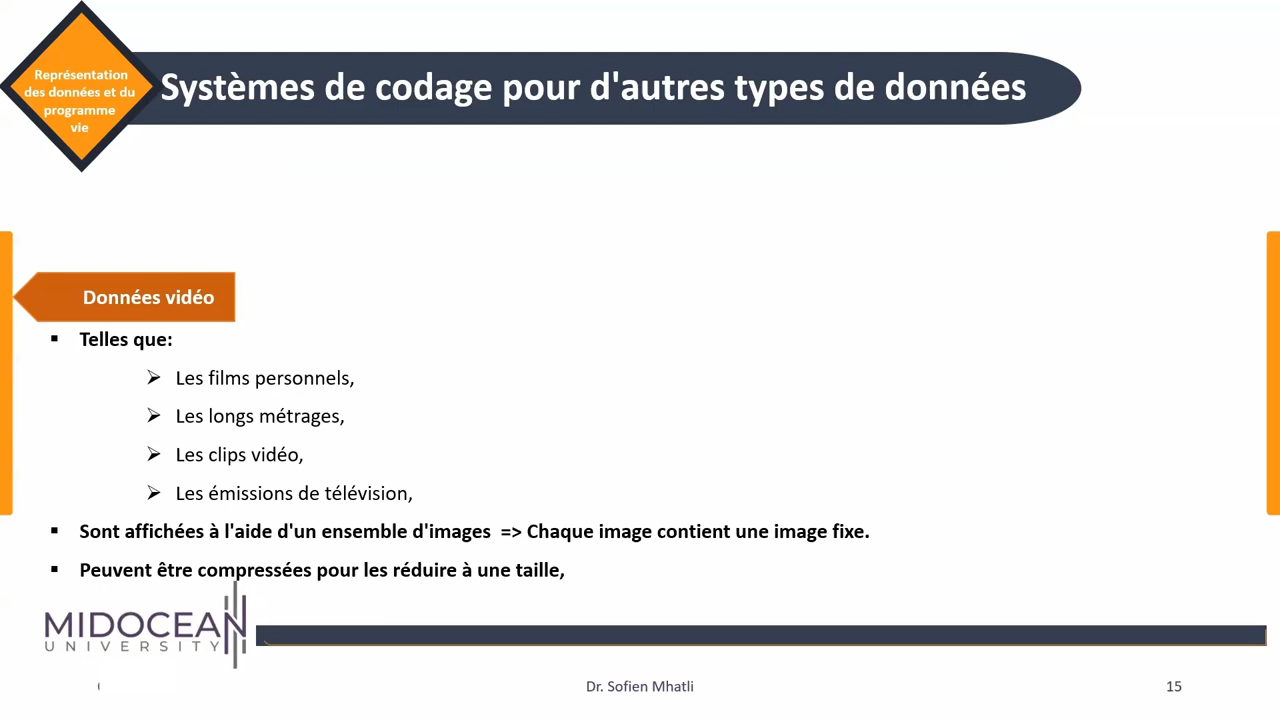 Représentation
des données et du
programme
vie
Systèmes de codage pour d'autres types de données
Données vidéo
▪ Telles que:
➢ Les films personnels,
➢ Les longs métrages,
➢ Les clips vidéo,
➢ Les émissions de télévision,
▪ Sont affichées à l'aide d'un ensemble d'images => Chaque image contient une image fixe.
▪ Peuvent être compressées pour les réduire à une taille,
MIDOCEAN
UNIVERSITY
Dr. Sofien Mhatli
15